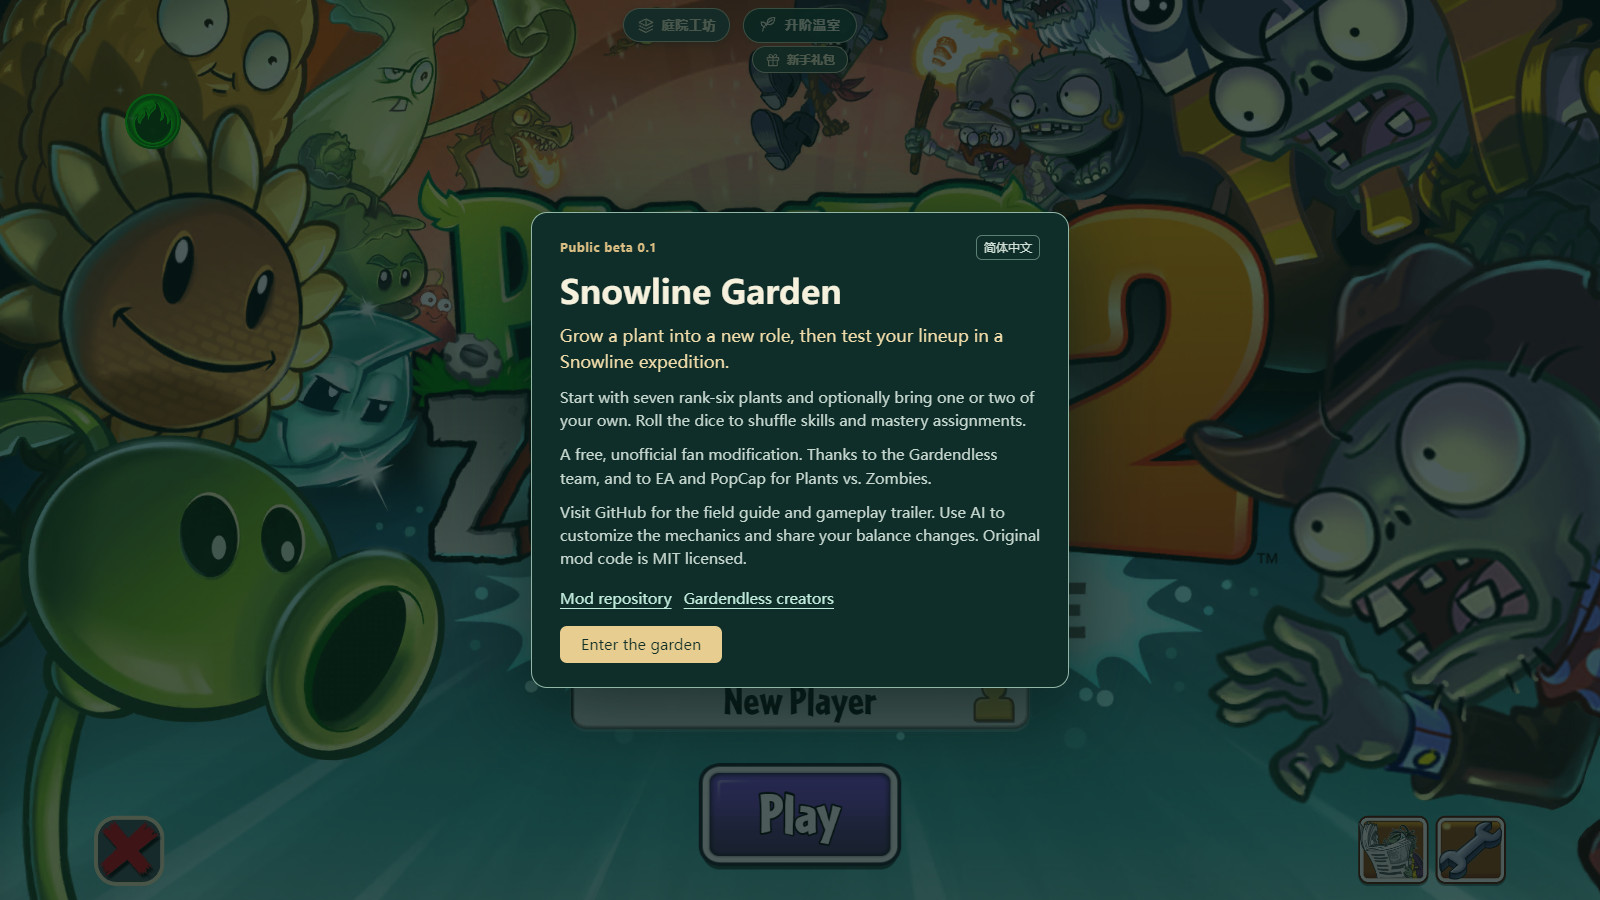 庭院工坊
升阶温室
新手礼包
Public beta 0.1
简体中文
Snowline Garden
Grow a plant into a new role, then test your lineup in a
Snowline expedition.
Start with seven rank-six plants and optionally bring one or two of
your own. Roll the dice to shuffle skills and mastery assignments.
A free, unofficial fan modification. Thanks to the Gardendless
team, and to EA and PopCap for Plants vs. Zombies.
Visit GitHub for the field guide and gameplay trailer. Use AI to
customize the mechanics and share your balance changes. Original
mod code is MIT licensed.
Mod repository
Gardendless creators
Enter the garden
2
TM
New Player
Play